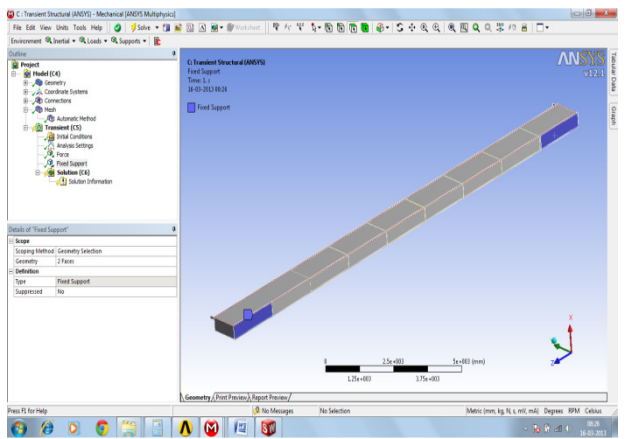 C : Transient Structural (ANSYS) - Mechanical [ANSYS Multiphysics]
File Edit View Units Tools Help Solve Worksheet
Environment Inertial Loads Supports
Outline
Project
Model (C4)
Geometry
Coordinate Systems
Connections
Mesh
Automatic Method
Transient (C5)
Initial Conditions
Analysis Settings
Force
Fixed Support
Solution (C6)
Solution Information
Details of "Fixed Support"
Scope
Scoping Method Geometry Selection
Geometry 2 Faces
Definition
Type Fixed Support
Suppressed No
C: Transient Structural (ANSYS)
Fixed Support
Time: 1. s
16-03-2013 08:26
Fixed Support
ANSYS
v12.1
X
Z
0 2.5e+003 5e+003 (mm)
1.25e+003 3.75e+003
Geometry Print Preview Report Preview
Tabular Data
Graph
Press F1 for Help No Messages No Selection Metric (mm, kg, N, s, mV, mA) Degrees RPM Celsius
08:26
16-03-2013